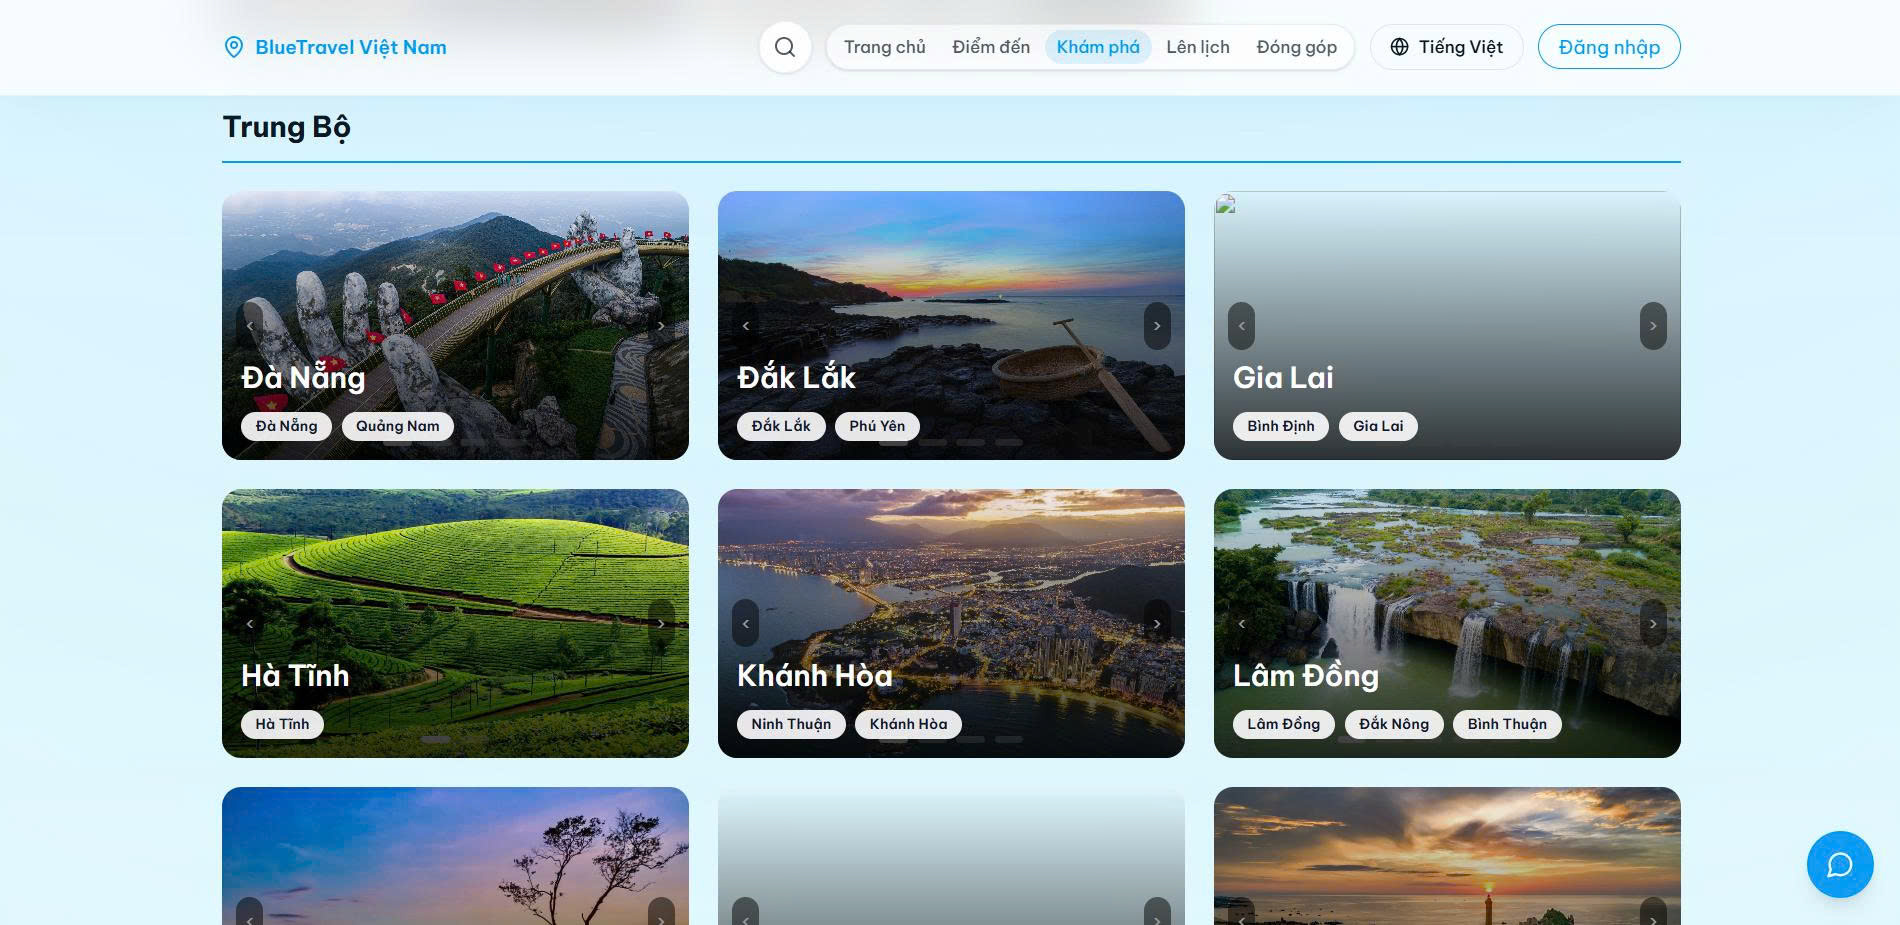 BlueTravel Việt Nam
Trang chủ Điểm đến Khám phá Lên lịch Đóng góp
Tiếng Việt
Đăng nhập
Trung Bộ
Đà Nẵng
Đà Nẵng Quảng Nam
Đắk Lắk
Đắk Lắk Phú Yên
Gia Lai
Bình Định Gia Lai
Hà Tĩnh
Hà Tĩnh
Khánh Hòa
Ninh Thuận Khánh Hòa
Lâm Đồng
Lâm Đồng Đắk Nông Bình Thuận